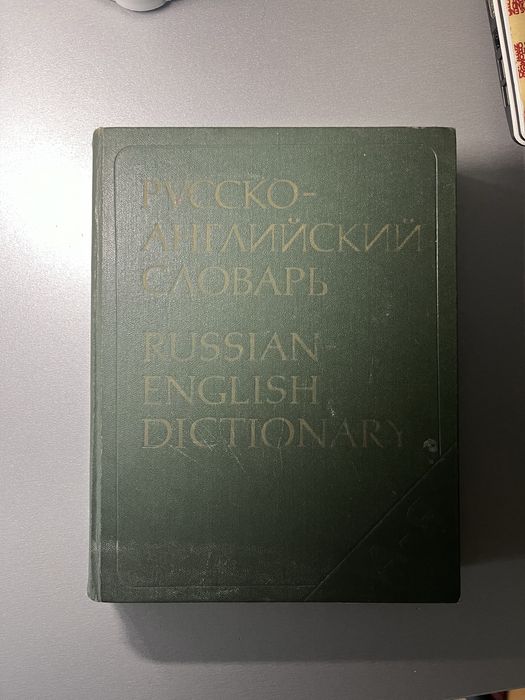 РУССКО-
АНГЛИЙСКИЙ
СЛОВАРЬ
RUSSIAN-
ENGLISH
DICTIONARY